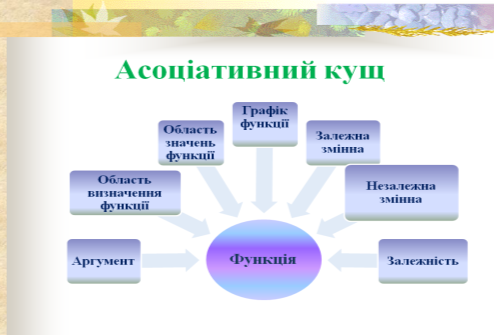 Асоціативний кущ
Графік
функції
Область
значень
функції
Залежна
змінна
Область
визначення
функції
Незалежна
змінна
Аргумент
Функція
Залежність